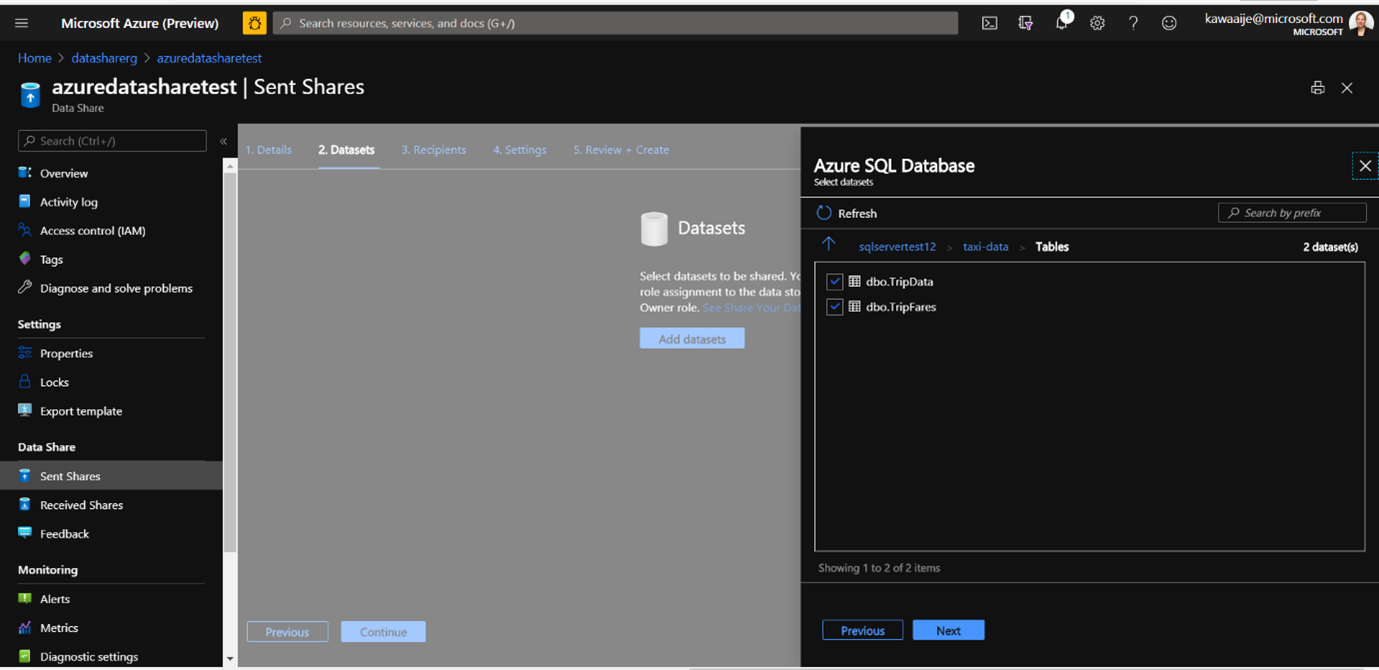 Microsoft Azure (Preview)
Search resources, services, and docs (G+/)
1
kawaaije@microsoft.com
MICROSOFT
Home > datasharerg > azuredatasharetest
azuredatasharetest | Sent Shares
Data Share
Search (Ctrl+/)
«
Overview
Activity log
Access control (IAM)
Tags
Diagnose and solve problems
Settings
Properties
Locks
Export template
Data Share
Sent Shares
Received Shares
Feedback
Monitoring
Alerts
Metrics
Diagnostic settings
1. Details
2. Datasets
3. Recipients
4. Settings
5. Review + Create
Datasets
Select datasets to be shared. Yo
role assignment to the data sto
Owner role. See Share Your Dat
Add datasets
Previous
Continue
Azure SQL Database
Select datasets
Refresh
Search by prefix
sqlservertest12 > taxi-data > Tables
2 dataset(s)
dbo.TripData
dbo.TripFares
Showing 1 to 2 of 2 items
Previous
Next